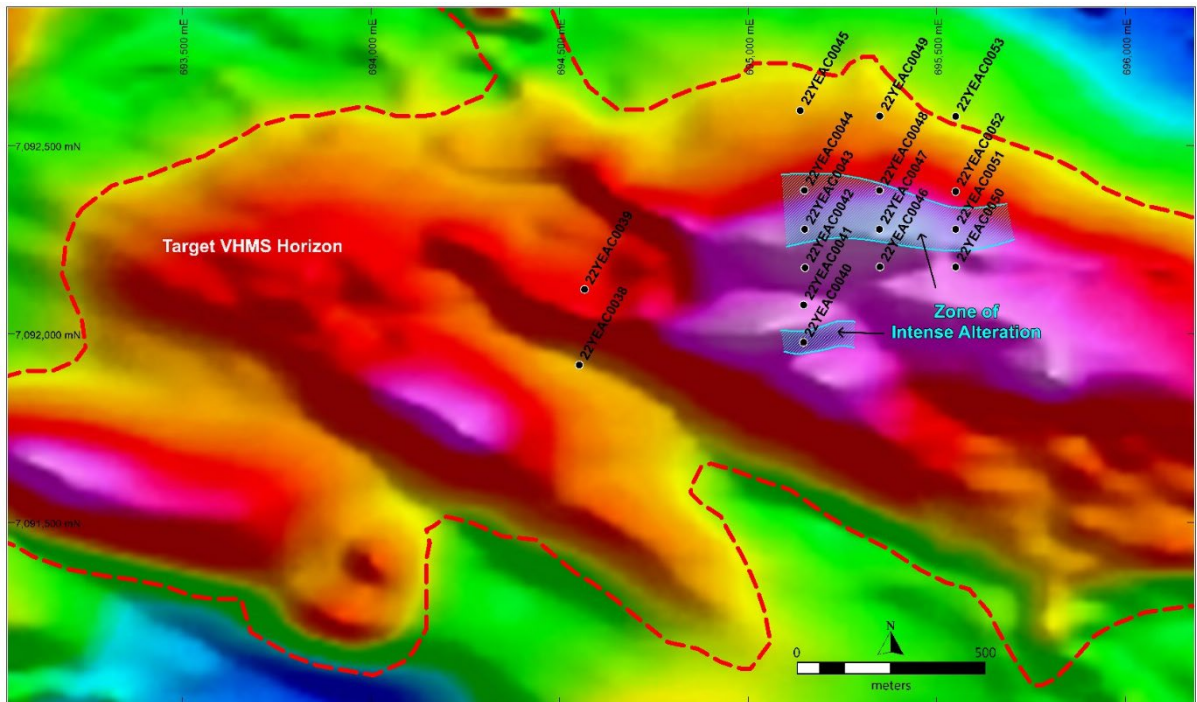 693,500 mE
694,000 mE
694,500 mE
695,000 mE
695,500 mE
696,000 mE
22YEAC0045
22YEAC0049
22YEAC0053
7,092,500 mN
22YEAC0044
22YEAC0048
22YEAC0052
22YEAC0043
22YEAC0047
22YEAC0051
22YEAC0042
22YEAC0046
22YEAC0050
22YEAC0041
22YEAC0040
22YEAC0039
22YEAC0038
Target VHMS Horizon
7,092,000 mN
Zone of
Intense Alteration
7,091,500 mN
N
0
500
meters